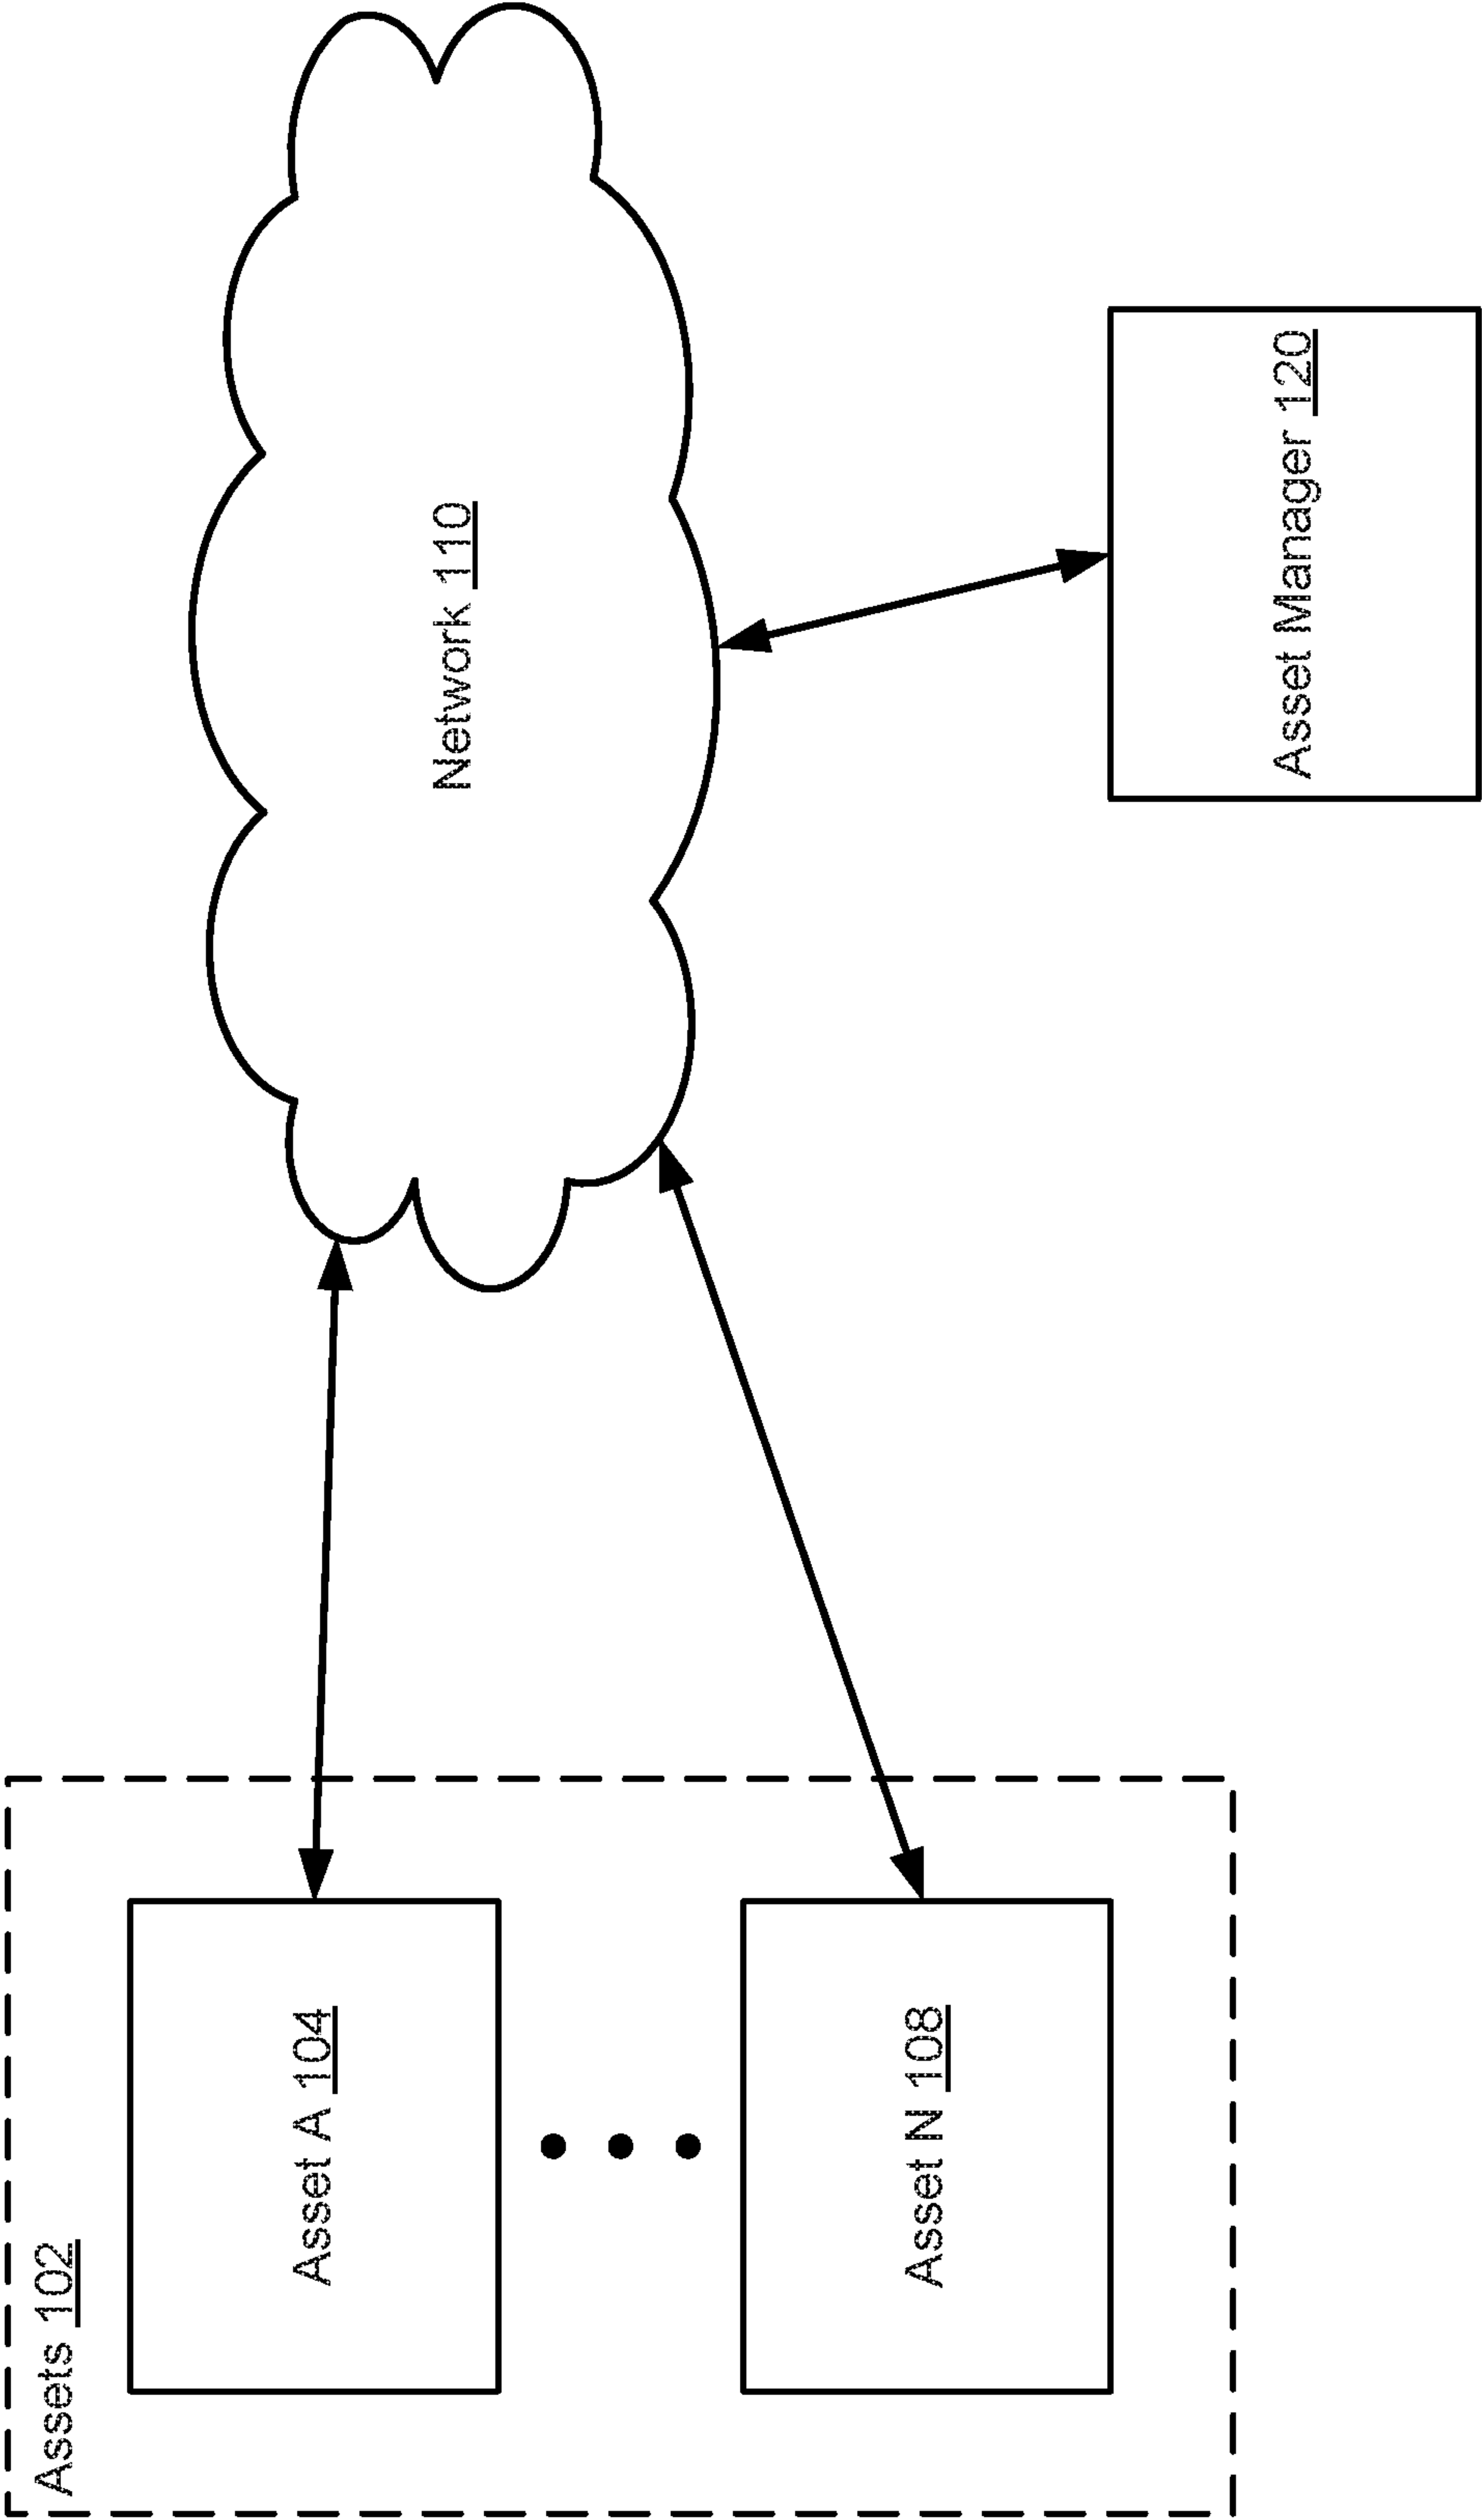 Assets 102
Asset A 104
Asset N 108
Network 110
Asset Manager 120